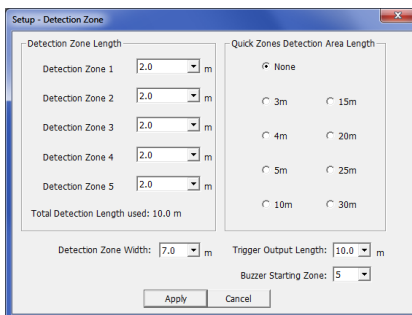 Setup - Detection Zone
Detection Zone Length
Detection Zone 1 2.0 m
Detection Zone 2 2.0 m
Detection Zone 3 2.0 m
Detection Zone 4 2.0 m
Detection Zone 5 2.0 m
Total Detection Length used: 10.0 m
Quick Zones Detection Area Length
None
3m 15m
4m 20m
5m 25m
10m 30m
Detection Zone Width: 7.0 m
Trigger Output Length: 10.0 m
Buzzer Starting Zone: 5
Apply Cancel